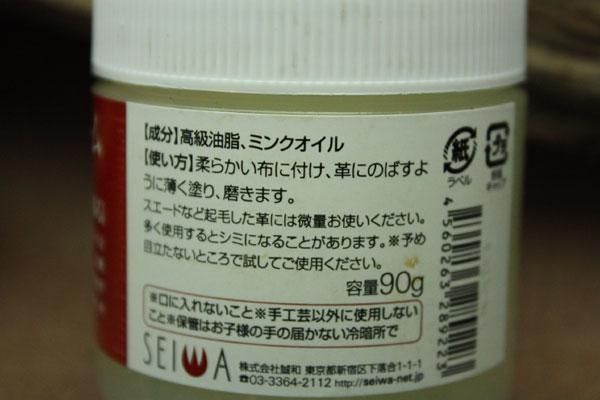 【成分】高級油脂、ミンクオイル
【使い方】柔らかい布に付け、革にのばすよ
うに薄く塗り、磨きます。
スエードなど起毛した革には微量お使いください。
多く使用するとシミになることがあります。※予め
目立たないところで試してご使用ください。
容量90g
※口に入れないこと※手工芸以外に使用しない
こと※保管はお子様の手の届かない冷暗所で
SEIWA
株式会社誠和 東京都新宿区下落合1-1-1
☎03-3364-2112 http://seiwa-net.jp/
紙
ラベル
プラ
4560263289223
ム